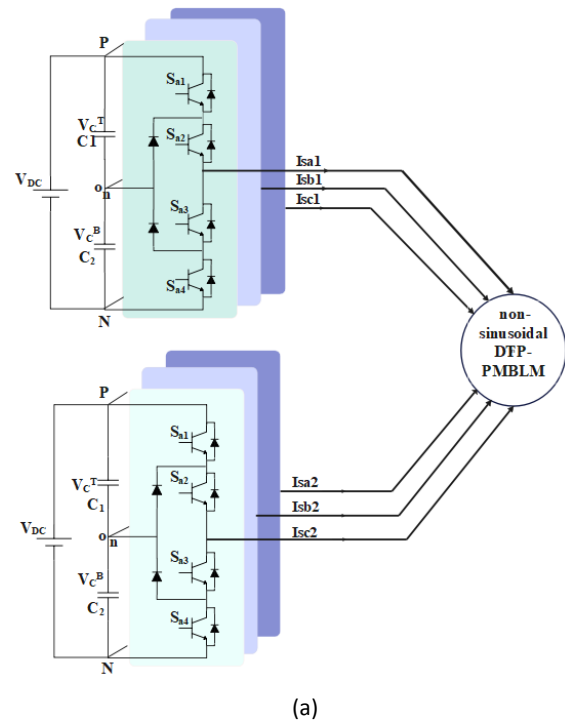 P
Sa1
VCT
C1
Sa2
Isa1
VDC
o
n
Isb1
Isc1
Sa3
VCB
C2
Sa4
N
non-
sinusoidal
DTP-
PMBLM
P
Sa1
Sa2
VCT
C1
Isa2
Isb2
VDC
o
n
Isc2
Sa3
VCB
C2
Sa4
N
(a)